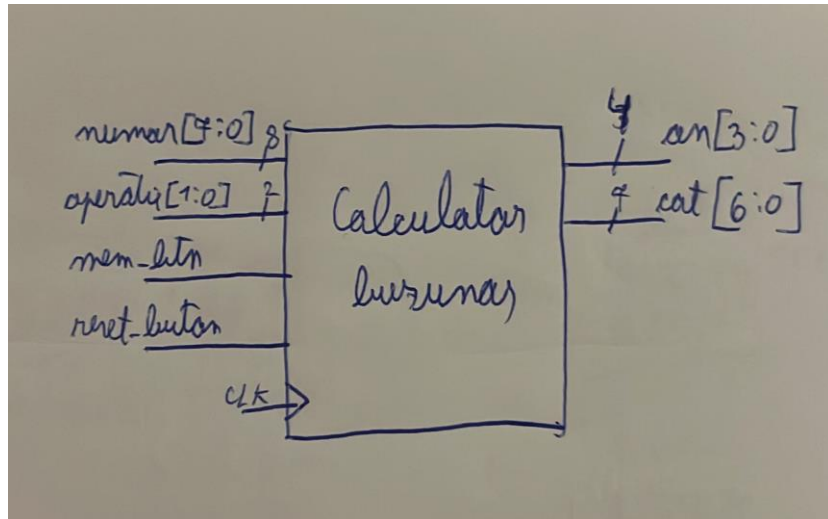 numar[7:0] 8
operații[1:0] 2
mem_btn
reset_buton
CLK
Calculator
buzunar
4 an[3:0]
7 cat[6:0]